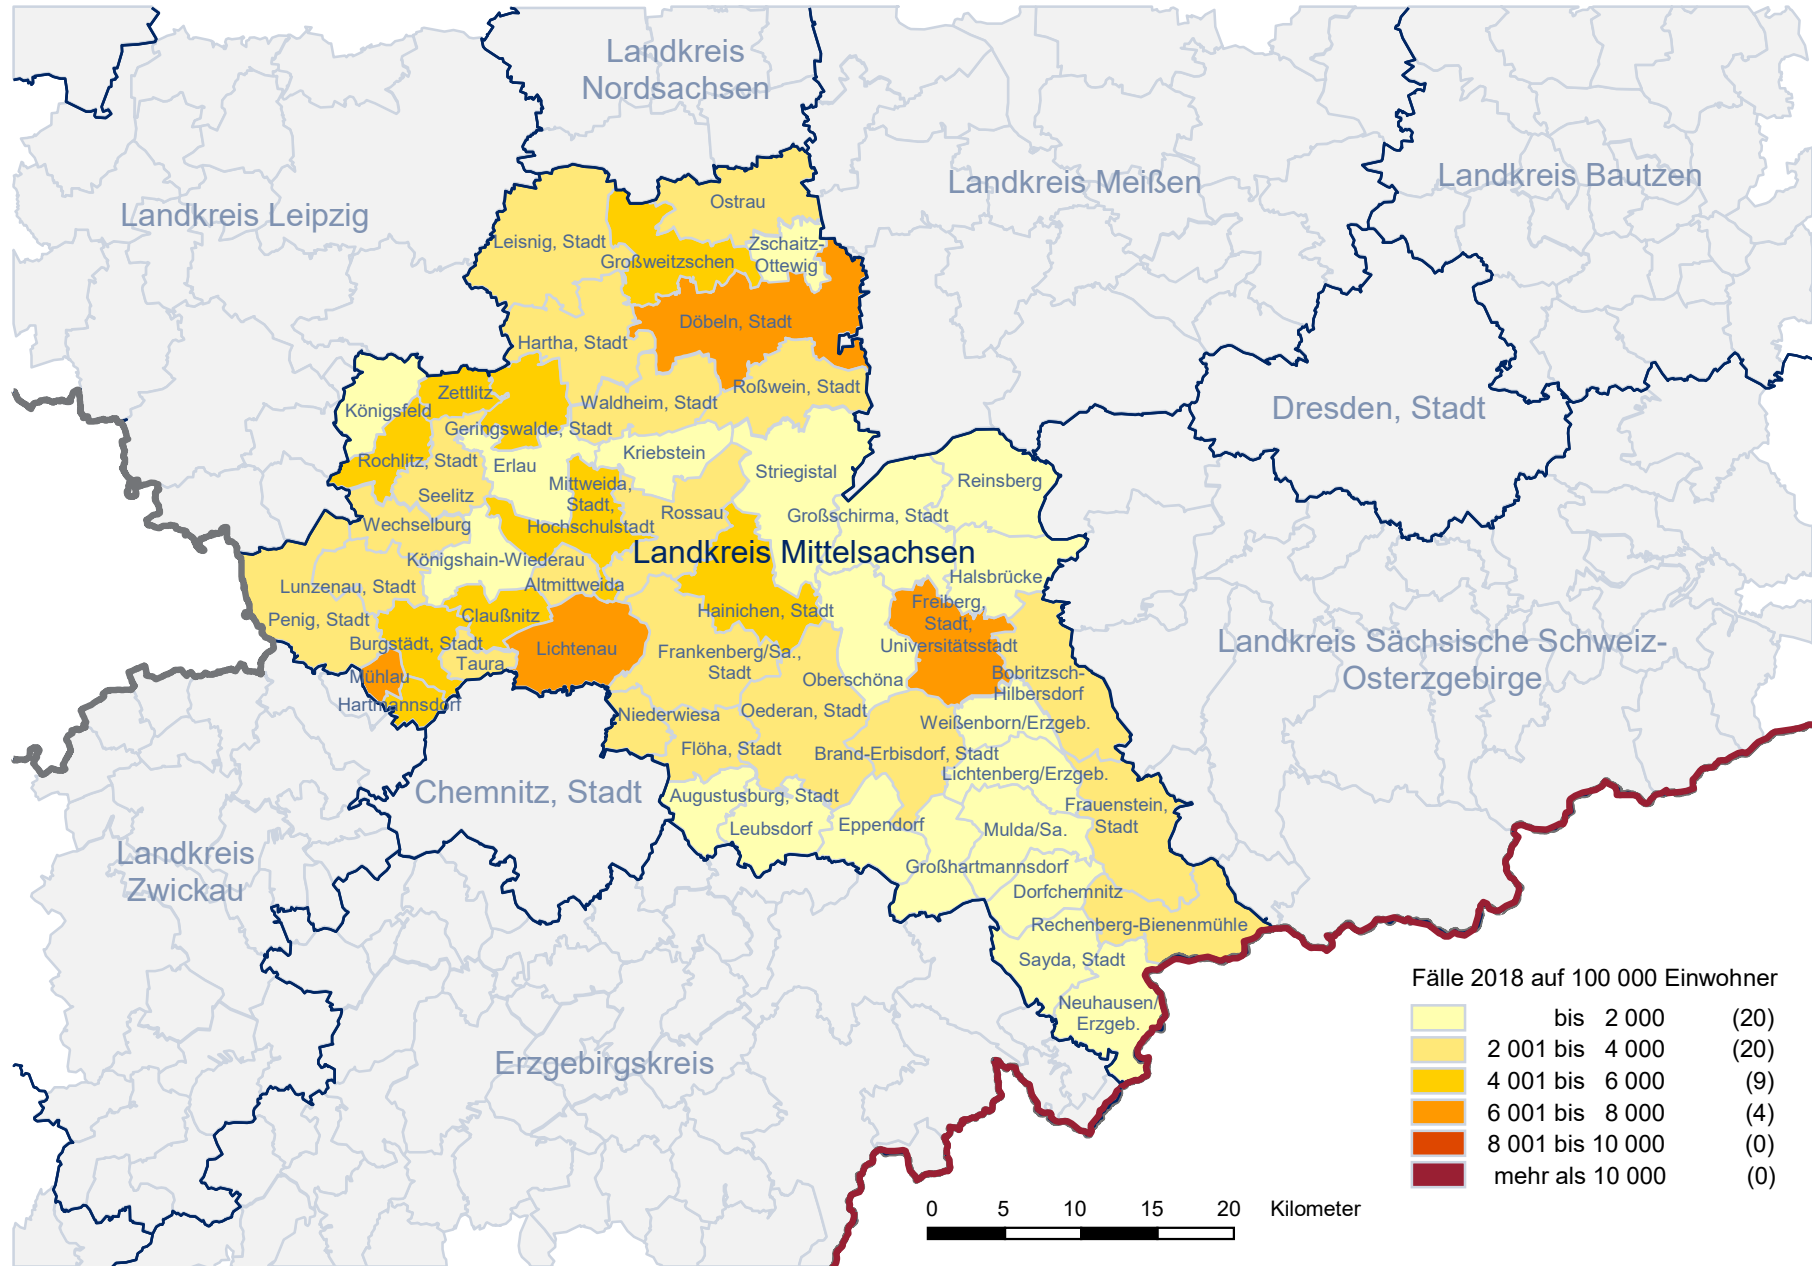 Landkreis
Nordsachsen
Landkreis Meißen
Landkreis Bautzen
Landkreis Leipzig
Ostrau
Leisnig, Stadt
Zschaitz-
Ottewig
Großweitzschen
Döbeln, Stadt
Hartha, Stadt
Roßwein, Stadt
Waldheim, Stadt
Zettlitz
Königsfeld
Geringswalde, Stadt
Dresden, Stadt
Kriebstein
Rochlitz, Stadt
Erlau
Striegistal
Reinsberg
Seelitz
Mittweida,
Stadt,
Hochschulstadt
Rossau
Großschirma, Stadt
Wechselburg
Landkreis Mittelsachsen
Königshain-Wiederau
Halsbrücke
Lunzenau, Stadt
Altmittweida
Freiberg,
Stadt,
Universitätsstadt
Hainichen, Stadt
Penig, Stadt
Claußnitz
Burgstädt, Stadt
Lichtenau
Frankenberg/Sa.,
Stadt
Landkreis Sächsische Schweiz-
Osterzgebirge
Taura
Mühlau
Oberschöna
Bobritzsch-
Hilbersdorf
Hartmannsdorf
Niederwiesa
Oederan, Stadt
Weißenborn/Erzgeb.
Flöha, Stadt
Brand-Erbisdorf, Stadt
Lichtenberg/Erzgeb.
Chemnitz, Stadt
Augustusburg, Stadt
Frauenstein,
Stadt
Leubsdorf
Eppendorf
Mulda/Sa.
Landkreis
Zwickau
Großhartmannsdorf
Dorfchemnitz
Rechenberg-Bienenmühle
Sayda, Stadt
Neuhausen/
Erzgeb.
Erzgebirgskreis
Fälle 2018 auf 100 000 Einwohner
bis 2 000 (20)
2 001 bis 4 000 (20)
4 001 bis 6 000 (9)
6 001 bis 8 000 (4)
8 001 bis 10 000 (0)
mehr als 10 000 (0)
0 5 10 15 20 Kilometer